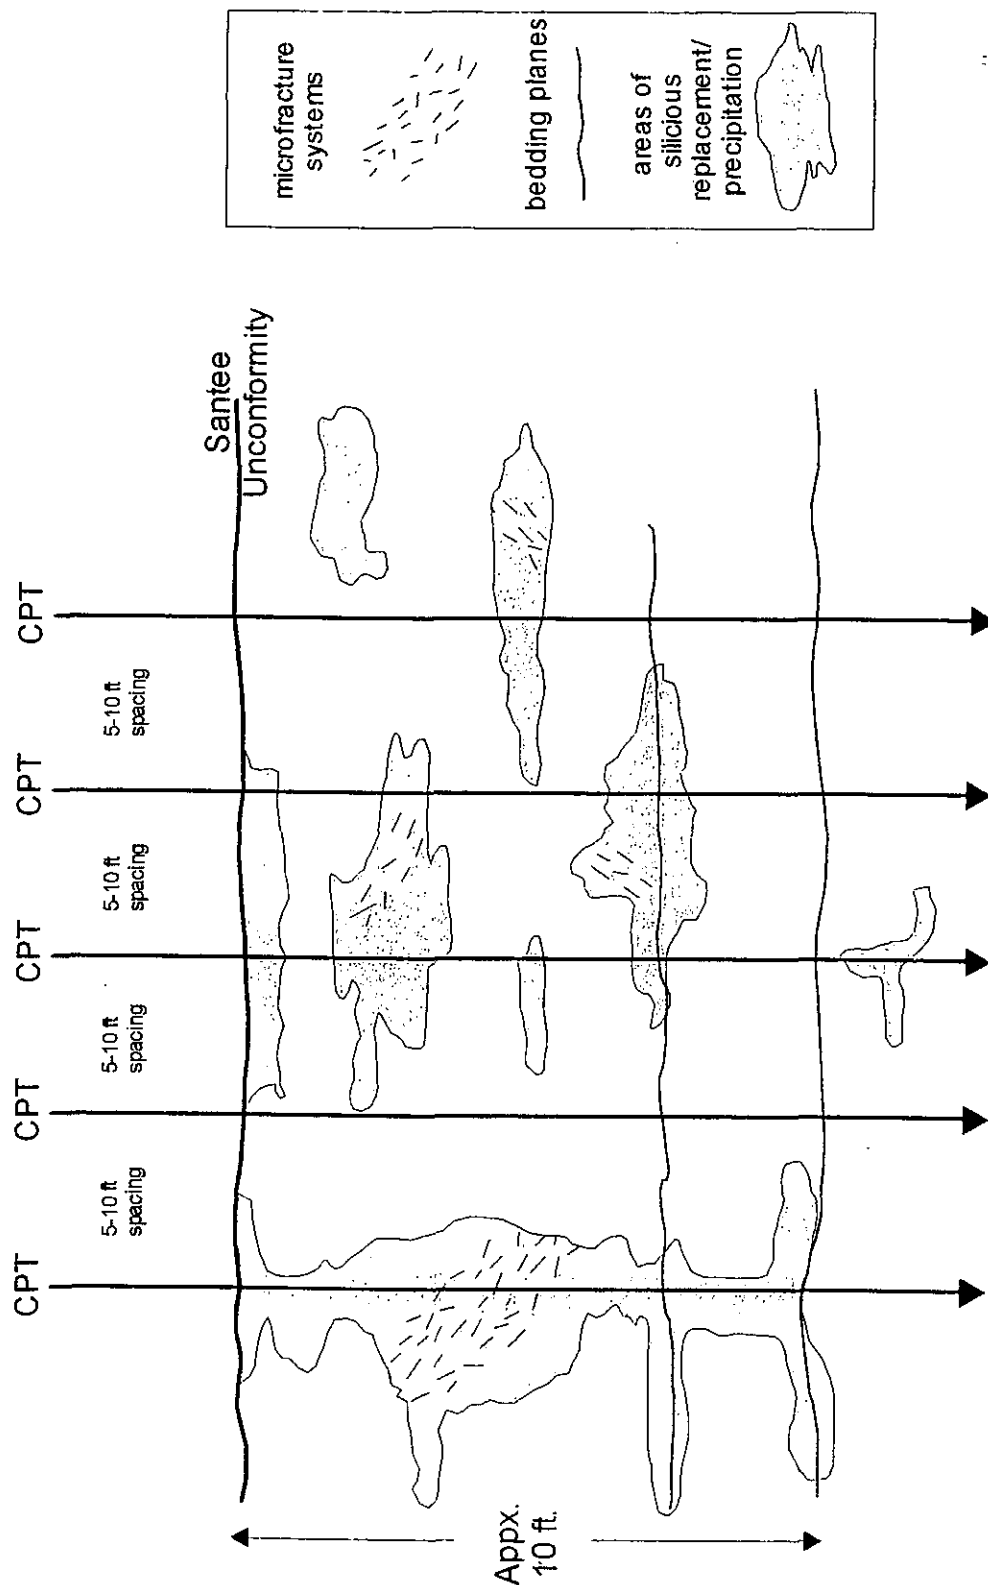 CPT
CPT
CPT
CPT
CPT
5-10 ft
spacing
5-10 ft
spacing
5-10 ft
spacing
5-10 ft
spacing
Santee
Unconformity
Appx.
10 ft.
microfracture
systems
bedding planes
areas of
silicious
replacement/
precipitation